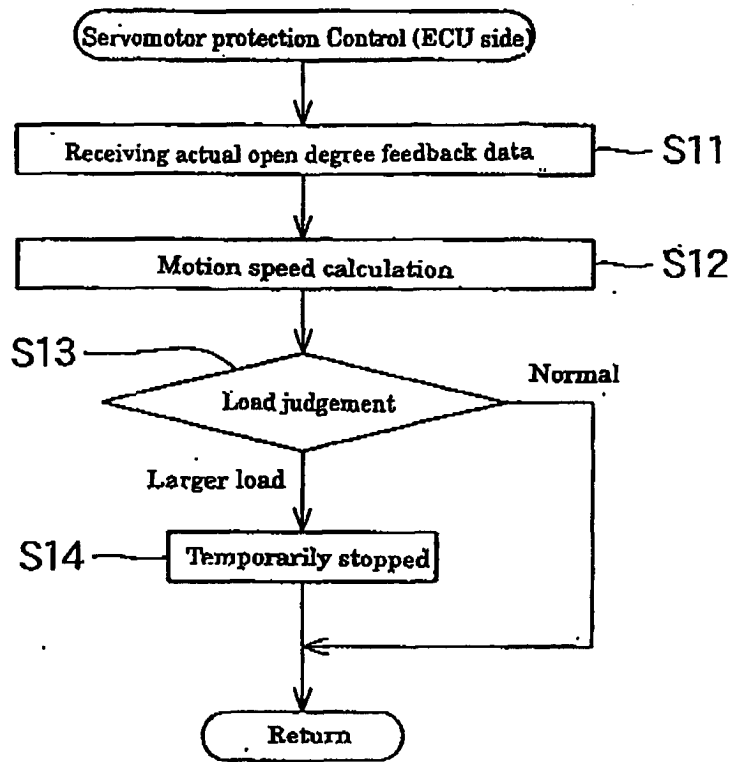 Servomotor protection Control (ECU side)
Receiving actual open degree feedback data
S11
Motion speed calculation
S12
S13
Load judgement
Normal
Larger load
S14
Temporarily stopped
Return